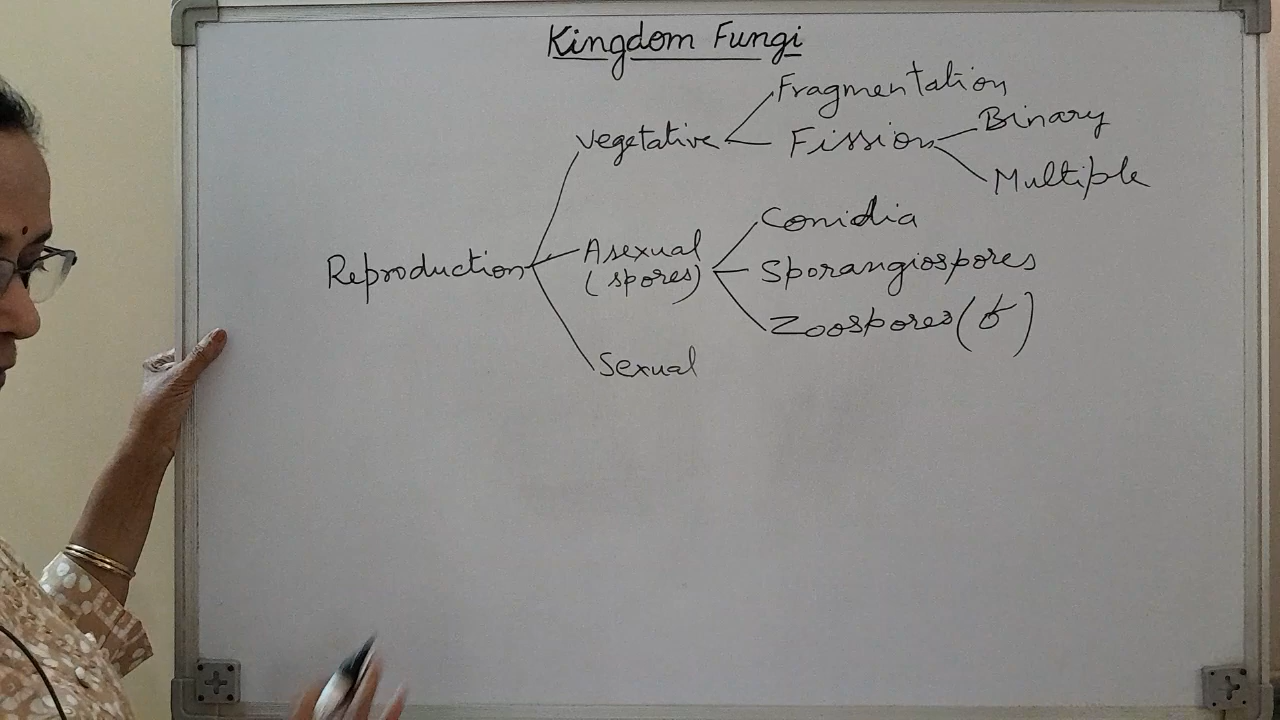 Kingdom Fungi
Fragmentation
Vegetative
Fission
Binary
Multiple
Reproduction
Asexual
(spores)
Conidia
Sporangiospores
Zoospores
Sexual